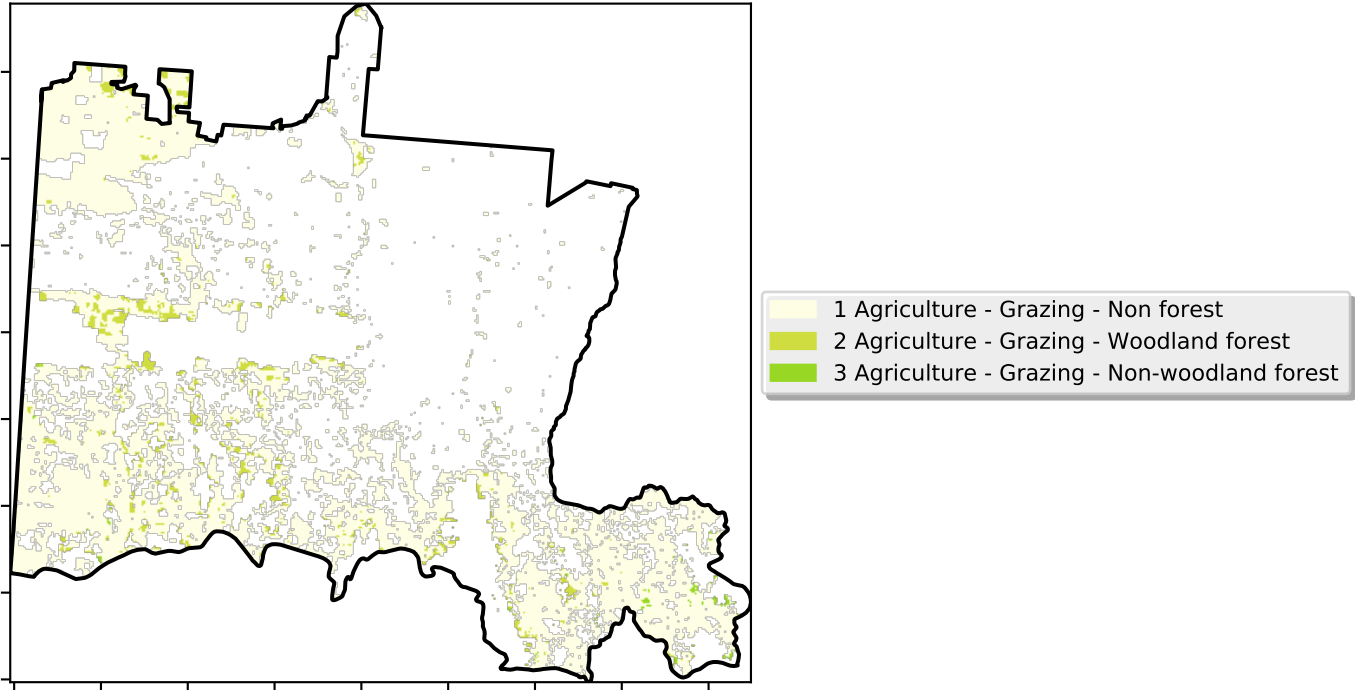 1 Agriculture - Grazing - Non forest
2 Agriculture - Grazing - Woodland forest
3 Agriculture - Grazing - Non-woodland forest